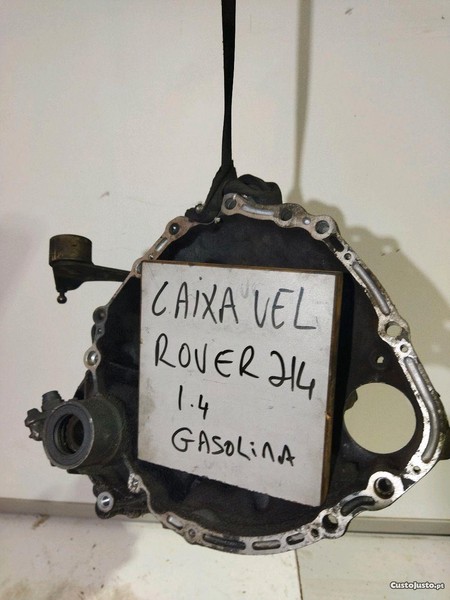 CAIXA VEL
ROVER 214
1.4
GASOLINA
CustoJusto.pt